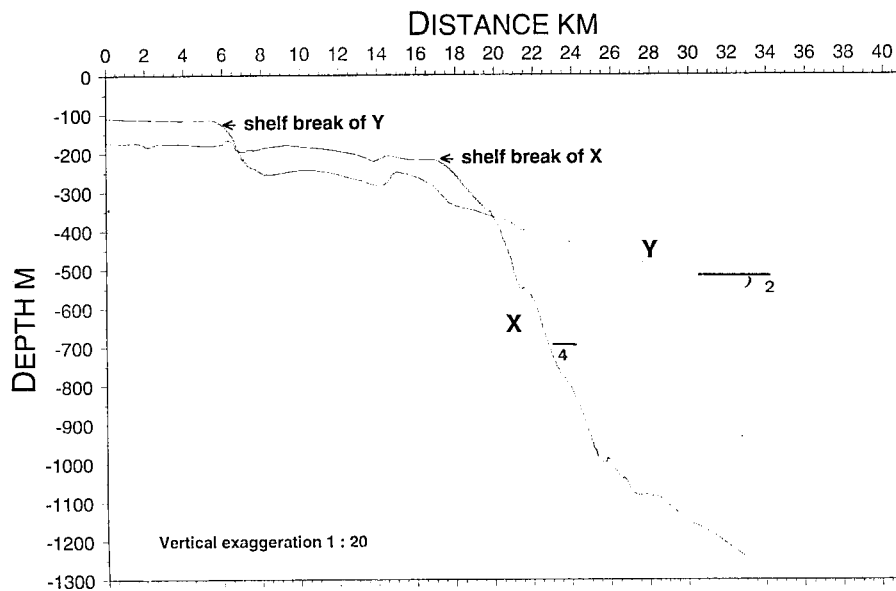 DISTANCE KM
0 2 4 6 8 10 12 14 16 18 20 22 24 26 28 30 32 34 36 38 40
0
-100
shelf break of Y
-200
shelf break of X
-300
-400
Y
-500
2
-600
X
-700
4
-800
-900
-1000
-1100
-1200
-1300
DEPTH M
Vertical exaggeration 1 : 20